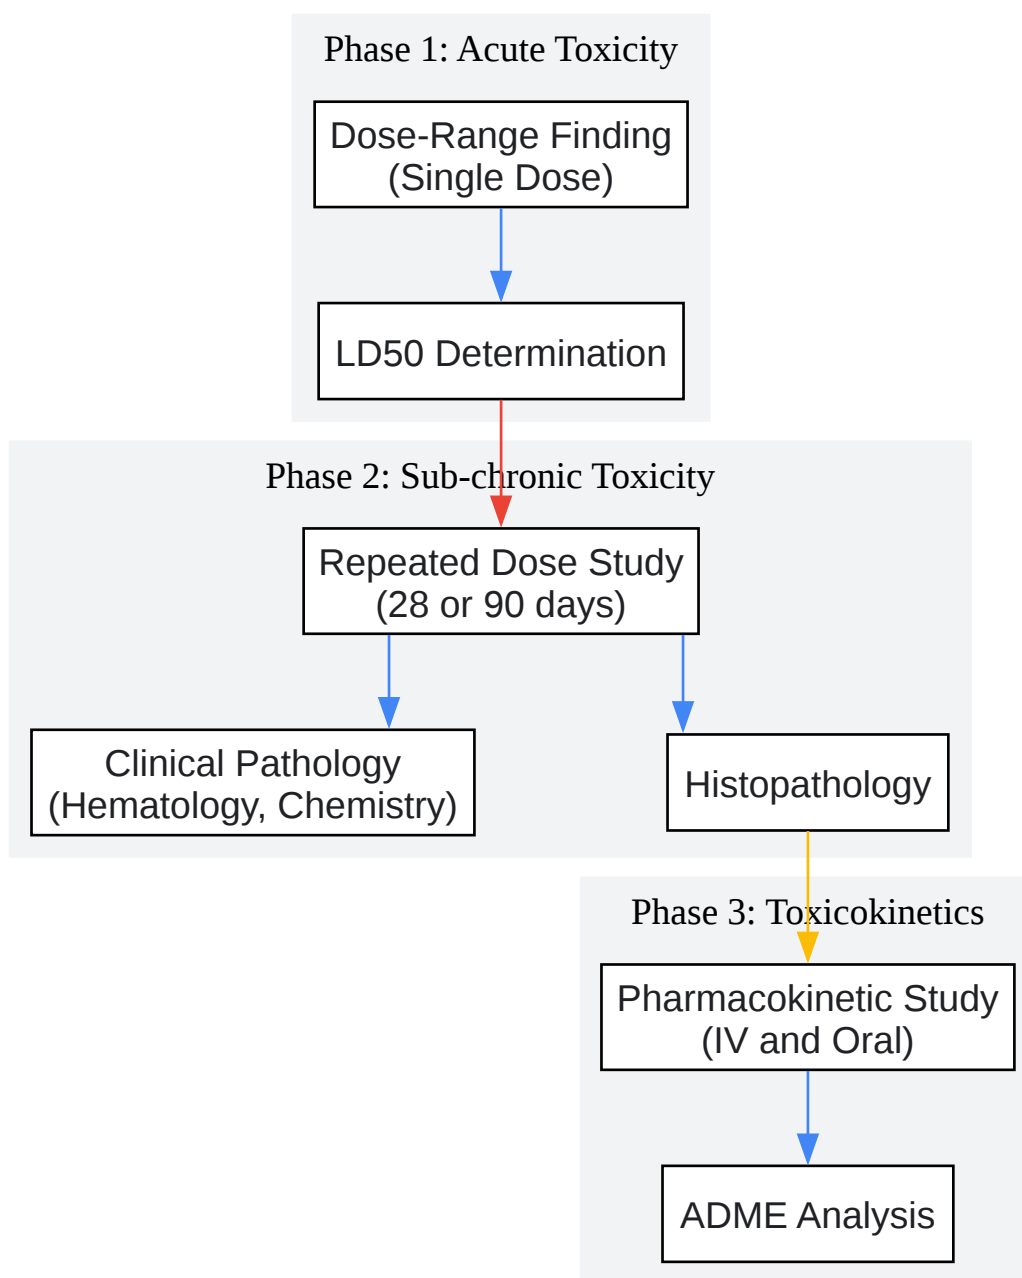 Phase 1: Acute Toxicity
Dose-Range Finding
(Single Dose)
LD50 Determination
Phase 2: Sub-chronic Toxicity
Repeated Dose Study
(28 or 90 days)
Clinical Pathology
(Hematology, Chemistry)
Histopathology
Phase 3: Toxicokinetics
Pharmacokinetic Study
(IV and Oral)
ADME Analysis